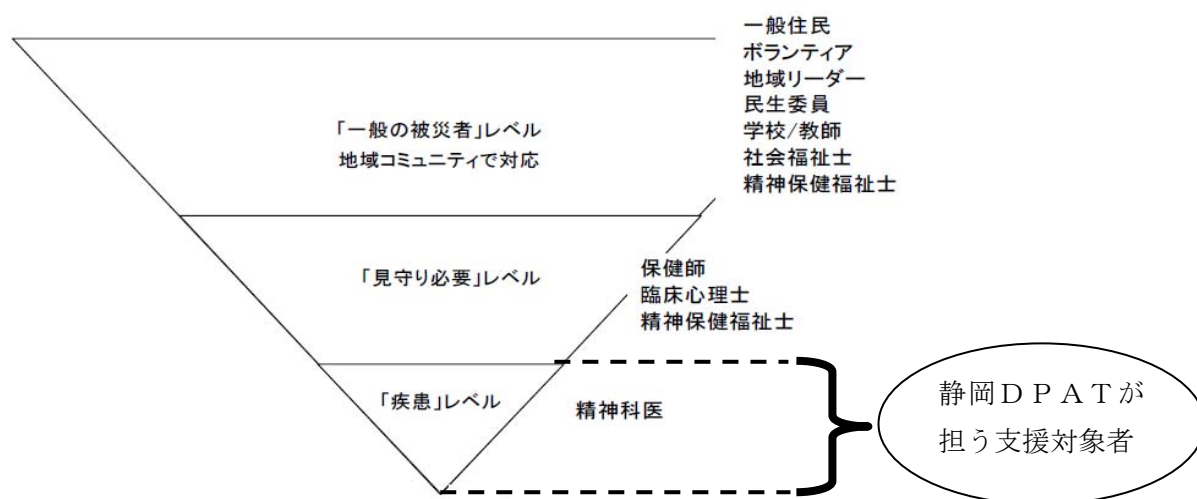 一般住民
ボランティア
地域リーダー
民生委員
学校/教師
社会福祉士
精神保健福祉士
「一般の被災者」レベル
地域コミュニティで対応
「見守り必要」レベル
保健師
臨床心理士
精神保健福祉士
「疾患」レベル
精神科医
静岡DPATが
担う支援対象者